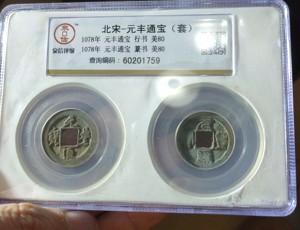 北宋-元丰通宝（套）
1078年 元丰通宝 行书 美80
1078年 元丰通宝 篆书 美80
查询编码：60201759